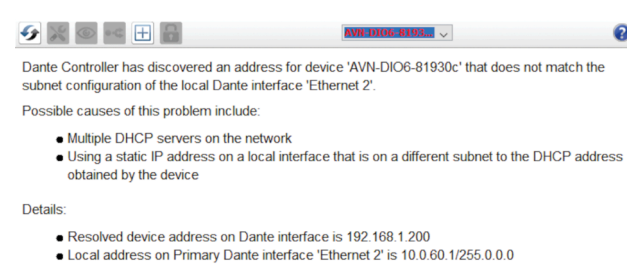 AVN-DIO6-8193...
?
Dante Controller has discovered an address for device 'AVN-DIO6-81930c' that does not match the
subnet configuration of the local Dante interface 'Ethernet 2'.
Possible causes of this problem include:
● Multiple DHCP servers on the network
● Using a static IP address on a local interface that is on a different subnet to the DHCP address
obtained by the device
Details:
● Resolved device address on Dante interface is 192.168.1.200
● Local address on Primary Dante interface 'Ethernet 2' is 10.0.60.1/255.0.0.0